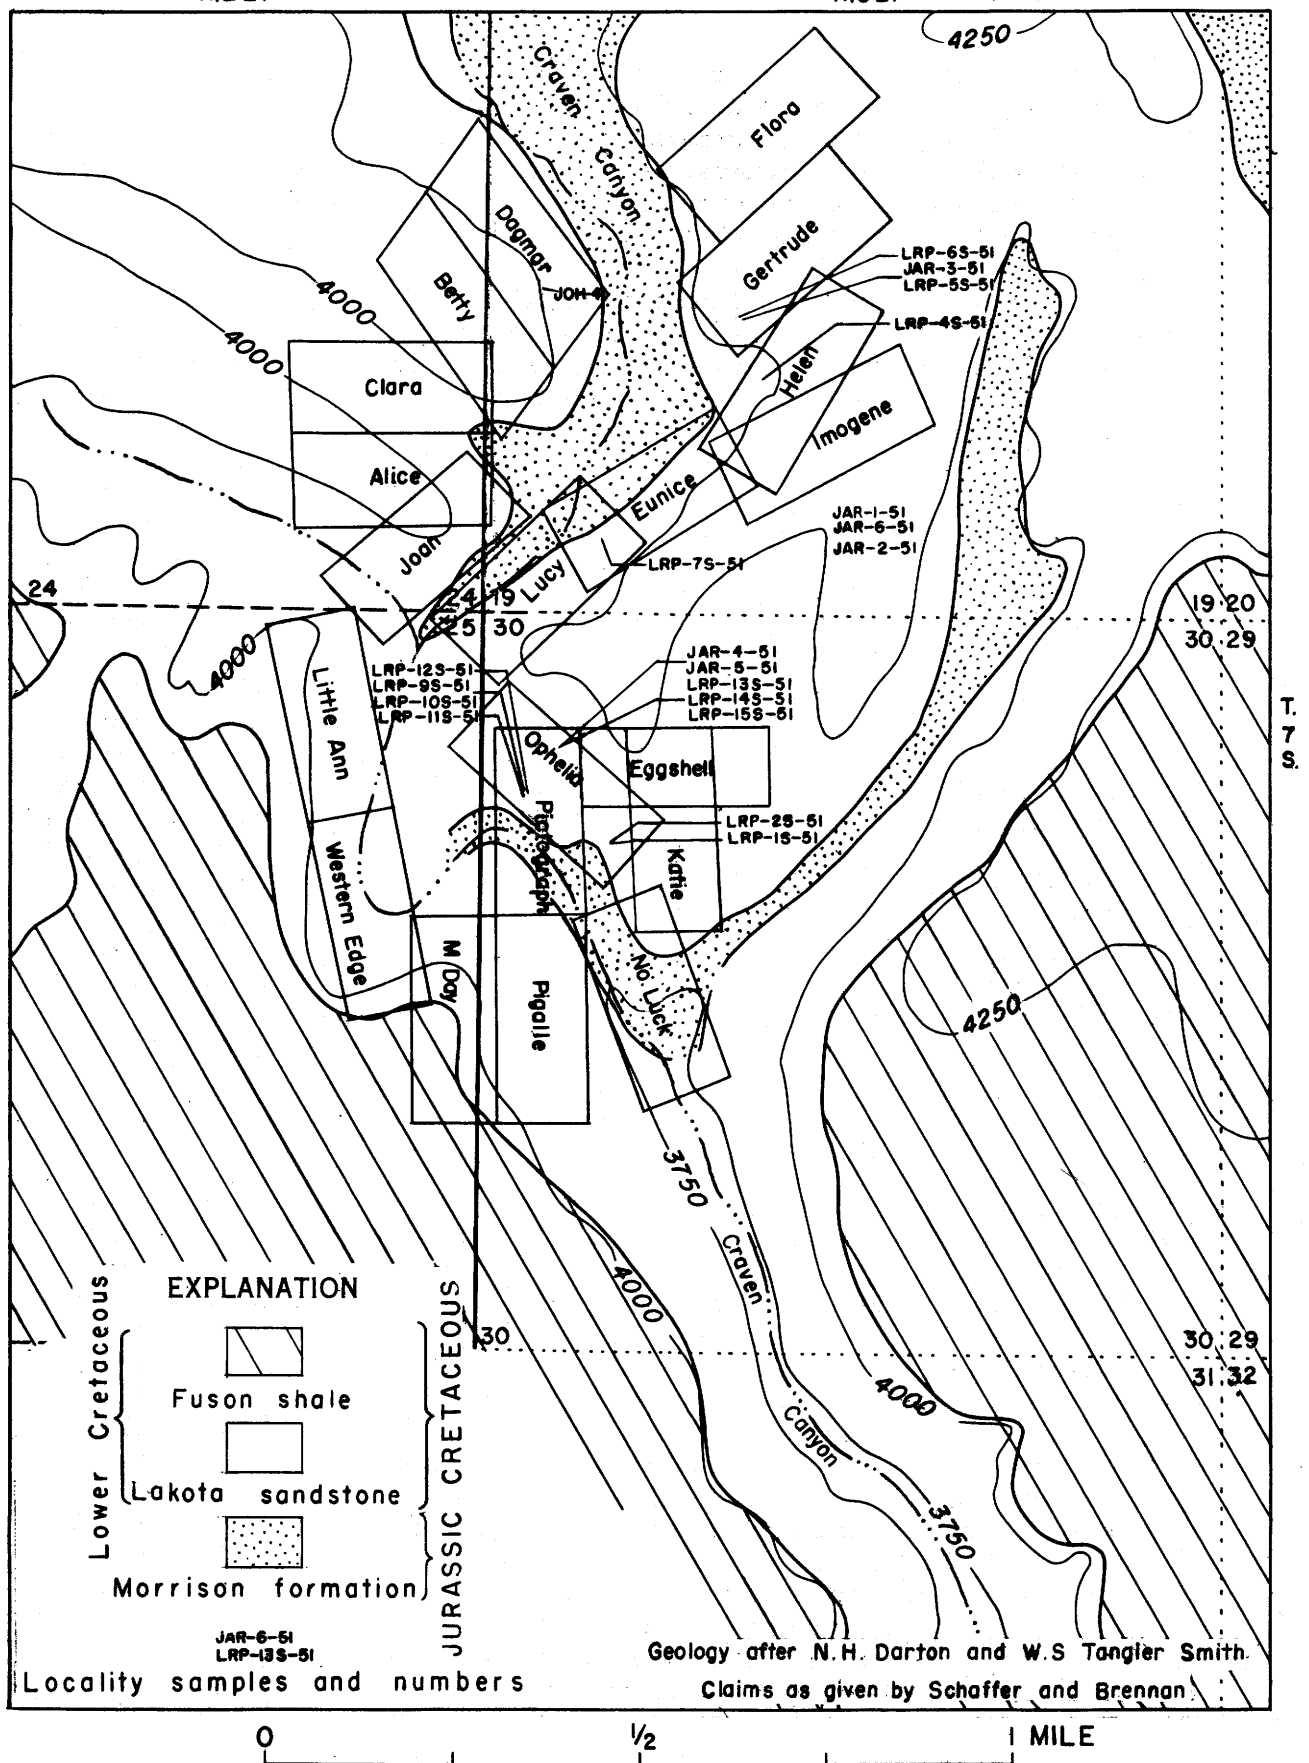 4250
Craven
Canyon
Flora
Gertrude
Dagmar
Betty
LRP-6S-51
JAR-3-51
LRP-5S-51
JOH-4
4000
4000
LRP-4S-51
Helen
Clara
Imogene
Alice
Eunice
JAR-1-51
JAR-6-51
JAR-2-51
Joan
Lucy
LRP-7S-51
24
24 19
25 30
19 20
30 29
4000
Little Ann
LRP-12S-51
LRP-9S-51
LRP-10S-51
LRP-11S-51
JAR-4-51
JAR-5-51
LRP-13S-51
LRP-14S-51
LRP-15S-51
T.
7
S.
Ophelia
Eggshell
Pictograph
LRP-2S-51
LRP-1S-51
Katie
Western Edge
M Day
Pigalle
No Luck
4250
3750
Craven
Canyon
4000
30
30 29
31 32
4000
3750
EXPLANATION
Fuson shale
Lakota sandstone
Morrison formation
Lower Cretaceous
JURASSIC CRETACEOUS
JAR-6-51
LRP-13S-51
Locality samples and numbers
Geology after N.H. Darton and W.S Tangier Smith.
Claims as given by Schaffer and Brennan
0 1/2 1 MILE